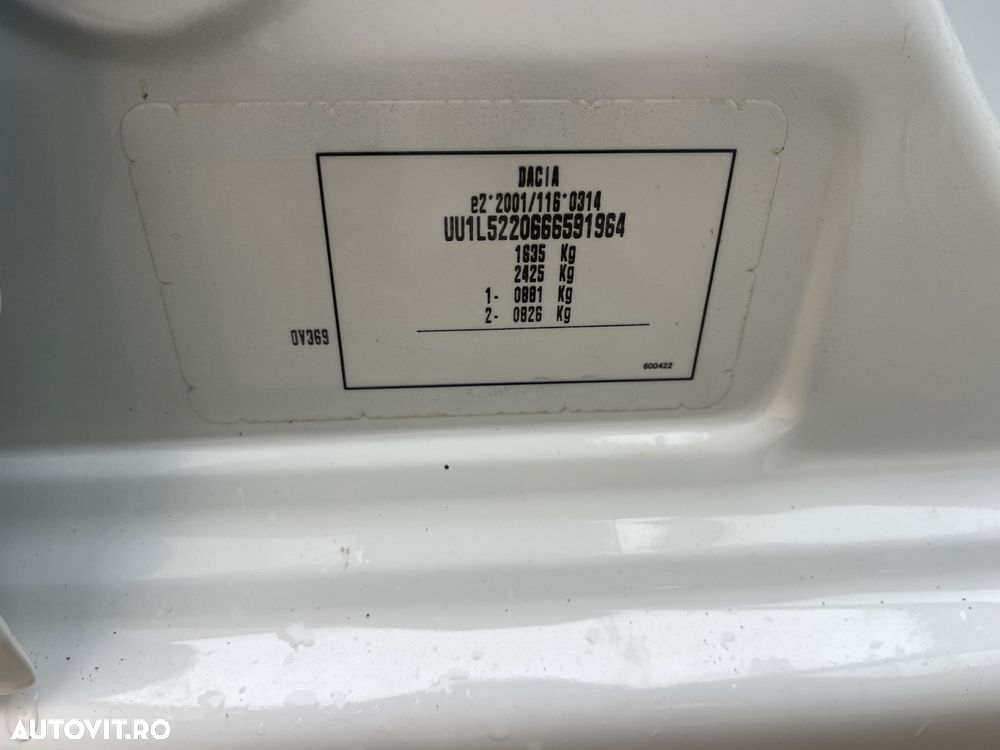 DACIA
e2*2001/116*0314
UU1L5220666591964
1635 Kg
2425 Kg
1- 0881 Kg
2- 0826 Kg
0V369
600422
AUTOVIT.RO